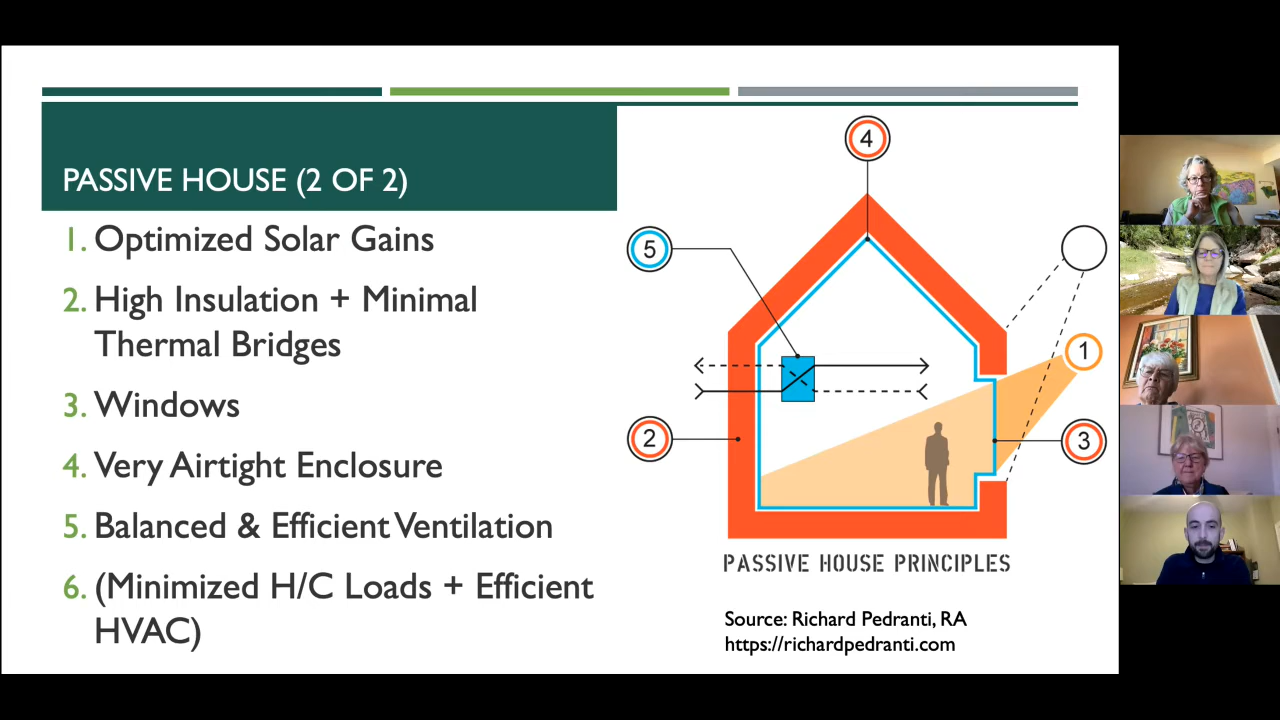 PASSIVE HOUSE (2 OF 2)
1. Optimized Solar Gains
2. High Insulation + Minimal
Thermal Bridges
3. Windows
4. Very Airtight Enclosure
5. Balanced & Efficient Ventilation
6. (Minimized H/C Loads + Efficient
HVAC)
4
5
1
2
3
PASSIVE HOUSE PRINCIPLES
Source: Richard Pedranti, RA
https://richardpedranti.com